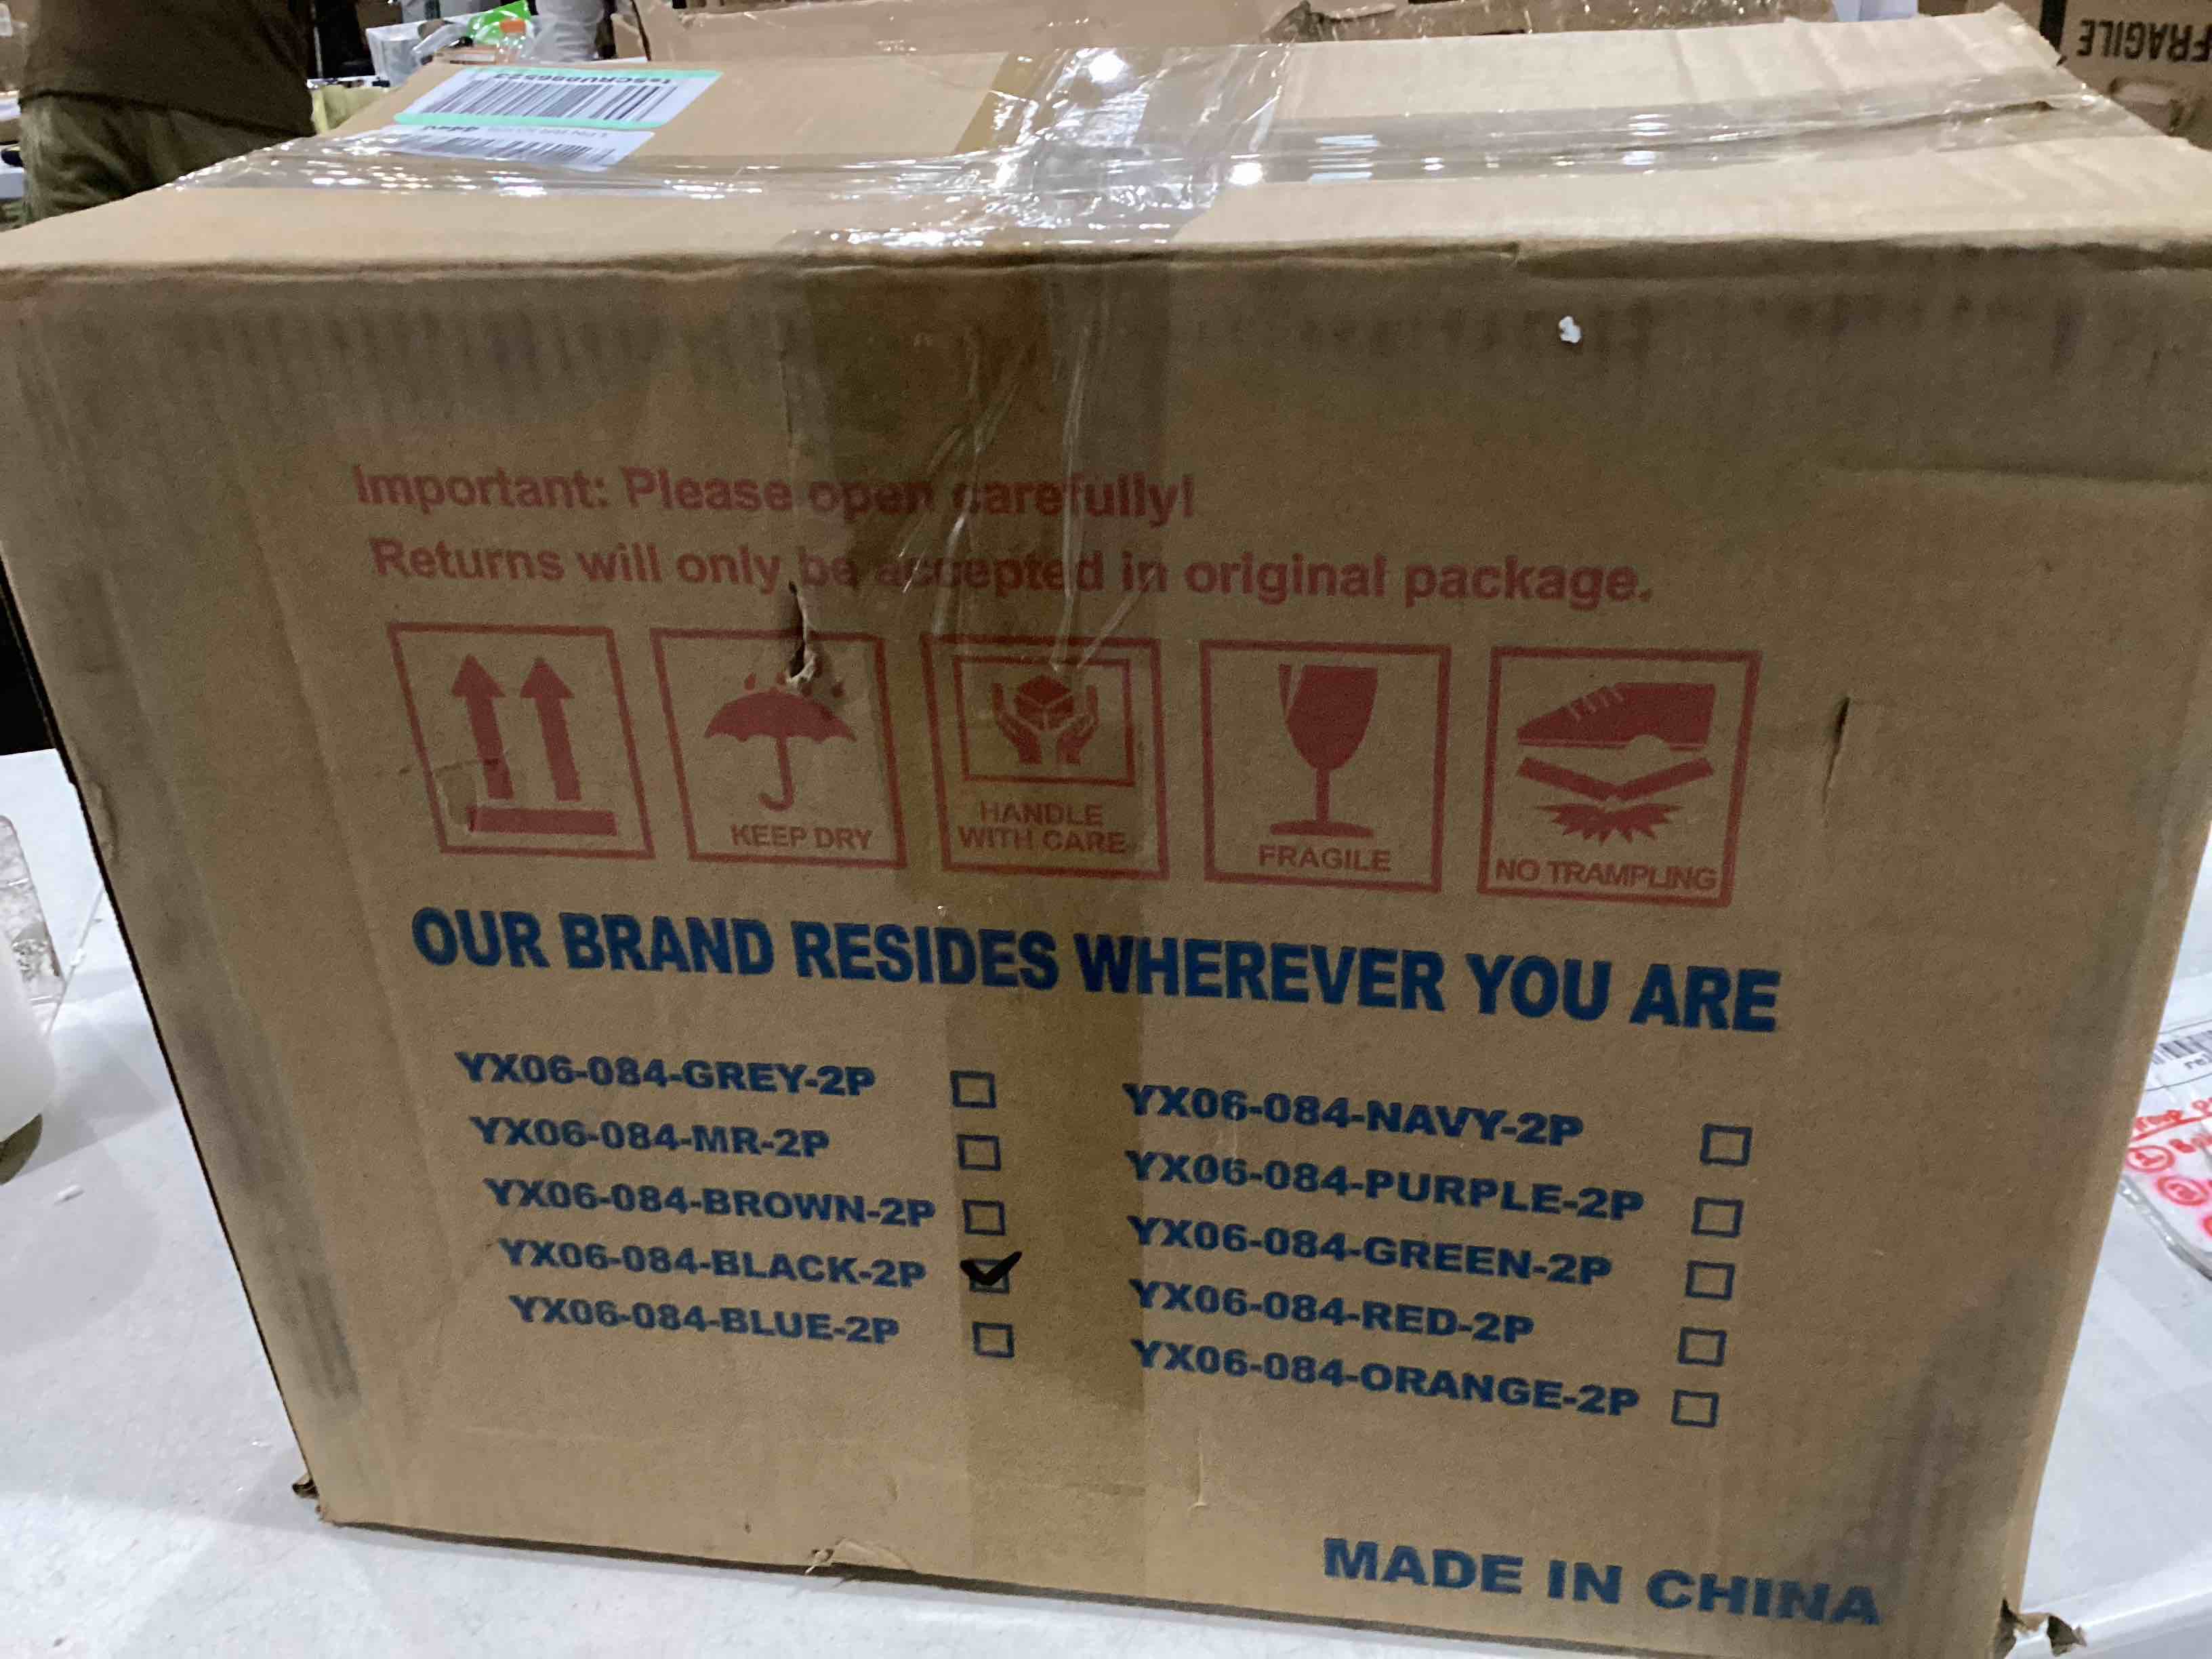 FRAGILE
Important: Please open carefully!
Returns will only be accepted in original package.
KEEP DRY
HANDLE
WITH CARE
FRAGILE
NO TRAMPLING
OUR BRAND RESIDES WHEREVER YOU ARE
YX06-084-GREY-2P
YX06-084-MR-2P
YX06-084-BROWN-2P
YX06-084-BLACK-2P
YX06-084-BLUE-2P
YX06-084-NAVY-2P
YX06-084-PURPLE-2P
YX06-084-GREEN-2P
YX06-084-RED-2P
YX06-084-ORANGE-2P
MADE IN CHINA